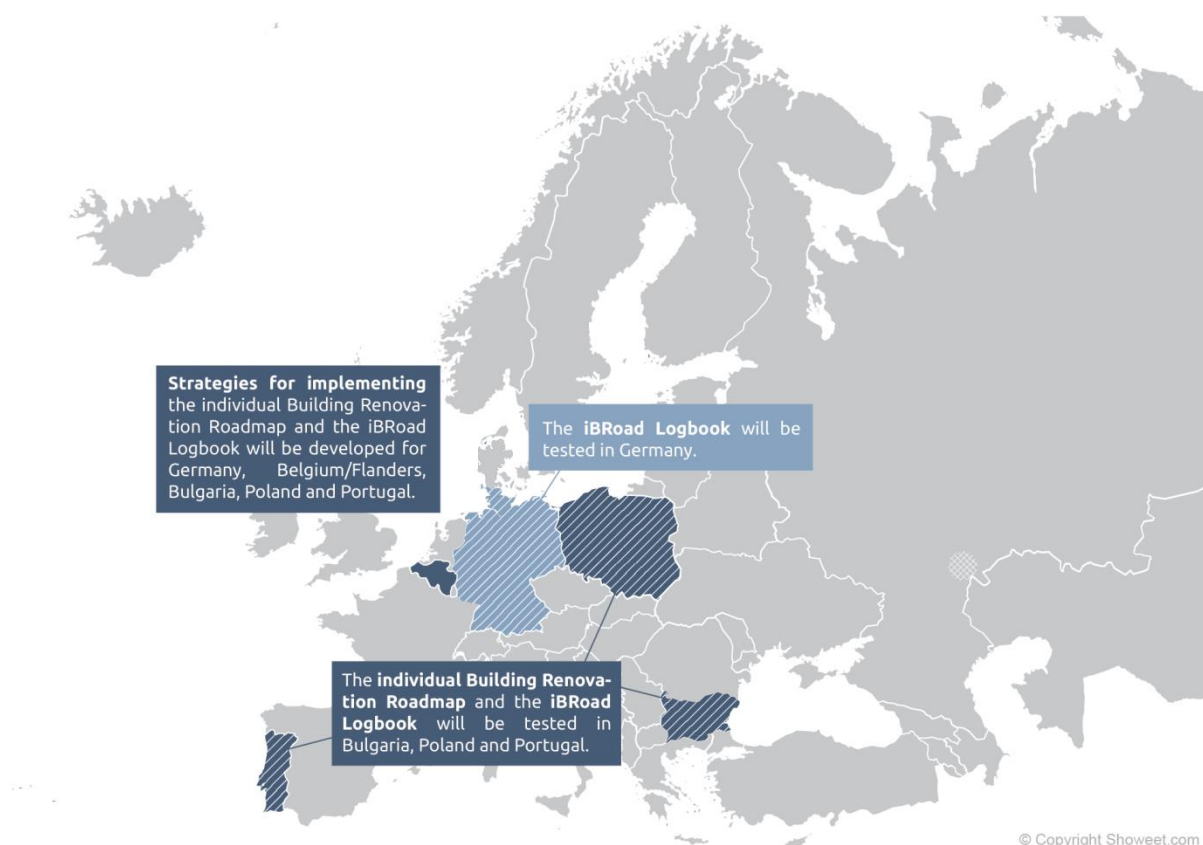 Strategies for implementing
the individual Building Renova-
tion Roadmap and the iBRoad
Logbook will be developed for
Germany, Belgium/Flanders,
Bulgaria, Poland and Portugal.
The iBRoad Logbook will be
tested in Germany.
The individual Building Renova-
tion Roadmap and the iBRoad
Logbook will be tested in
Bulgaria, Poland and Portugal.
© Copyright Showeet.com